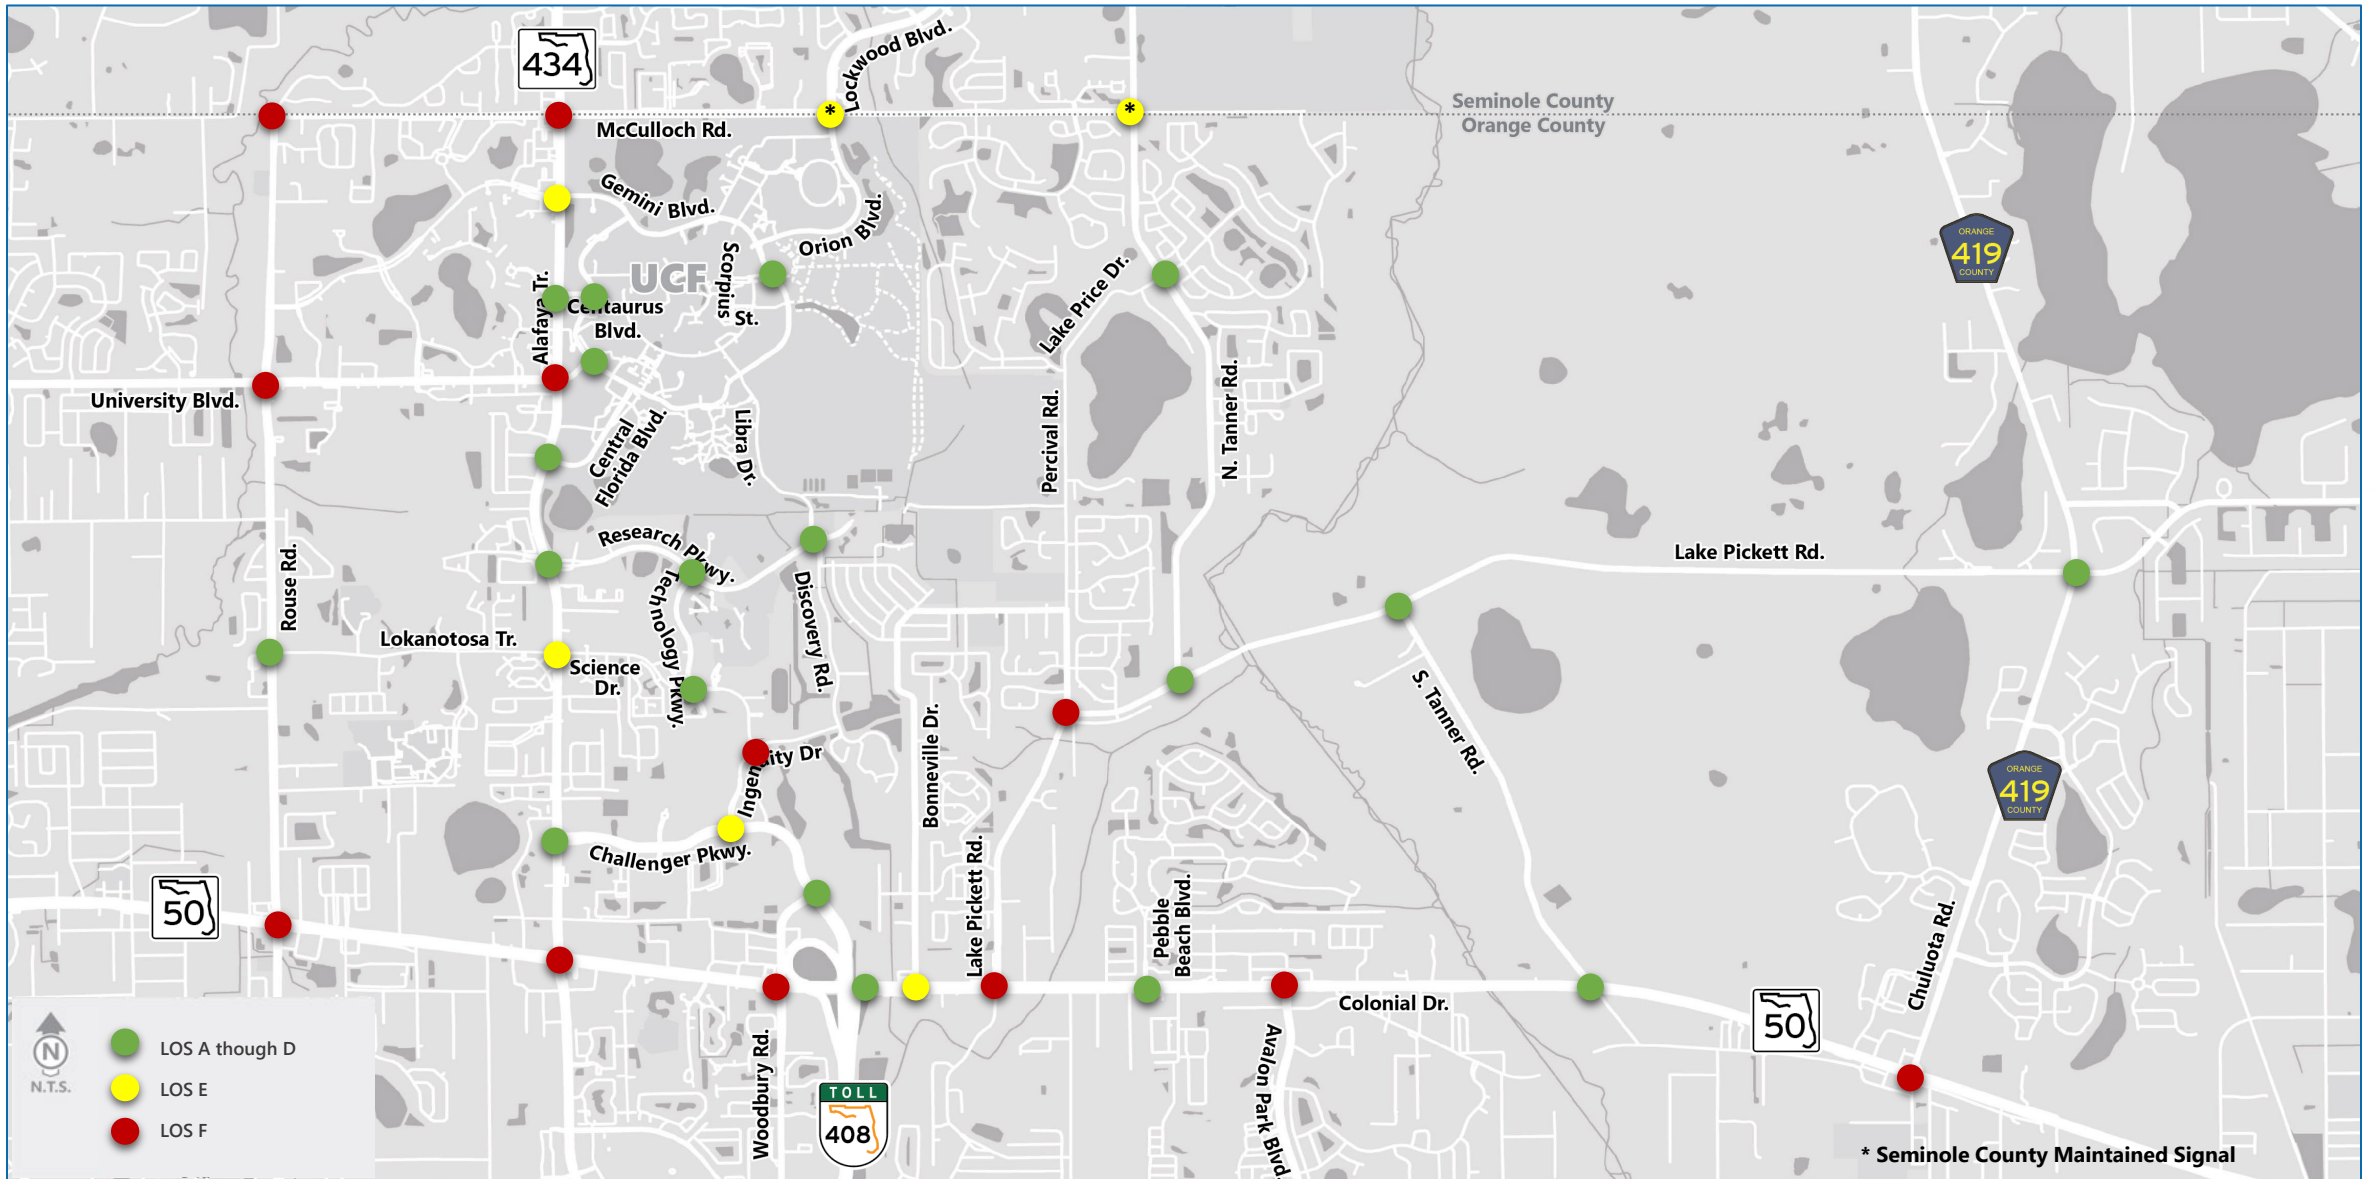 Lockwood Blvd.
434
*
*
Seminole County
Orange County
McCulloch Rd.
Gemini Blvd.
Orion Blvd.
ORANGE
419
COUNTY
UCF
Scorpius
St.
Lake Price Dr.
Alafaya Tr.
Centaurus
Blvd.
University Blvd.
N. Tanner Rd.
Percival Rd.
Central
Florida Blvd.
Libra Dr.
Research Pkwy.
Lake Pickett Rd.
Rouse Rd.
Technology Pkwy.
Discovery Rd.
Lokanotosa Tr.
Science
Dr.
S. Tanner Rd.
Bonneville Dr.
ity Dr
Ingen
ORANGE
419
COUNTY
Challenger Pkwy.
Lake Pickett Rd.
Pebble
Beach Blvd.
50
Chuluota Rd.
Colonial Dr.
50
N
N.T.S.
LOS A though D
LOS E
LOS F
Woodbury Rd.
Avalon Park Blvd.
TOLL
408
* Seminole County Maintained Signal